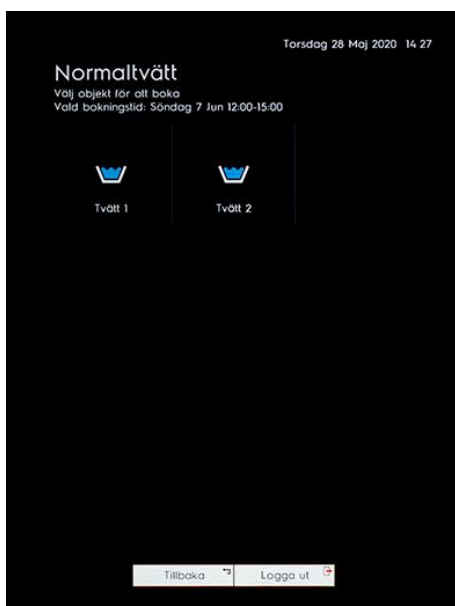 Torsdag 28 Maj 2020 14 27
Normaltvätt
Välj objekt för att boka
Vald bokningstid: Söndag 7 Jun 12:00-15:00
Tvätt 1 Tvätt 2
Tillbaka Logga ut